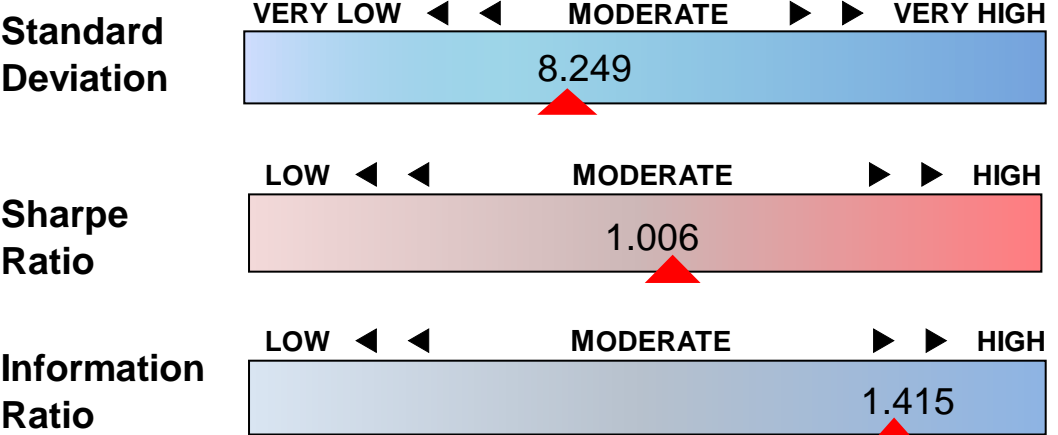 Standard
Deviation
VERY LOW ◀ ◀ MODERATE ▶ ▶ VERY HIGH
8.249
Sharpe
Ratio
LOW ◀ ◀ MODERATE ▶ ▶ HIGH
1.006
Information
Ratio
LOW ◀ ◀ MODERATE ▶ ▶ HIGH
1.415